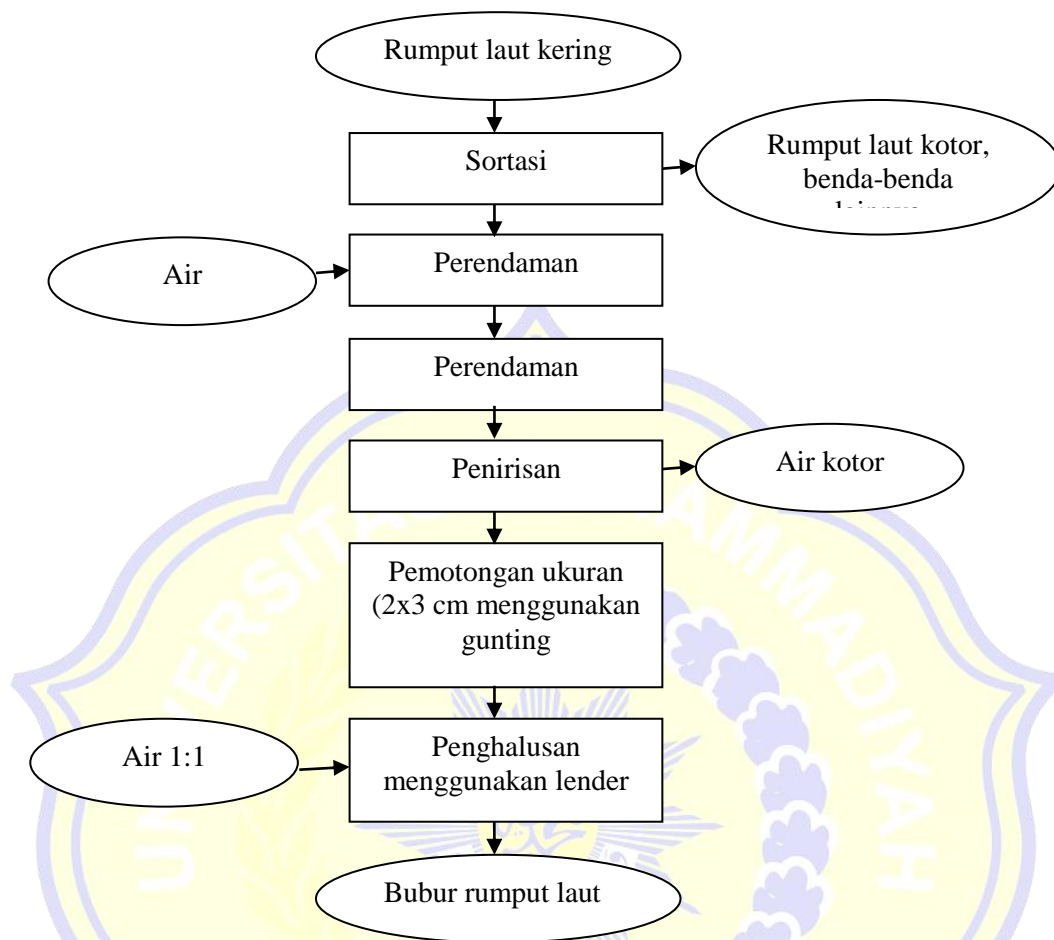 Rumput laut kering
Sortasi
Rumput laut kotor,
benda-benda
Air
Perendaman
Perendaman
Penirisan
Air kotor
Pemotongan ukuran
(2x3 cm menggunakan
gunting
Air 1:1
Penghalusan
menggunakan lender
Bubur rumput laut